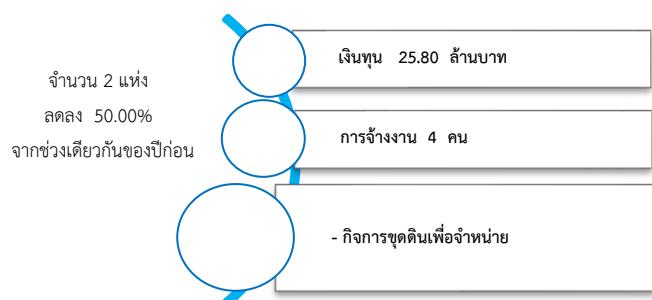 จำนวน 2 แห่ง
ลดลง 50.00%
จากช่วงเดียวกันของปีก่อน
เงินทุน 25.80 ล้านบาท
การจ้างงาน 4 คน
- กิจการขุดดินเพื่อจำหน่าย